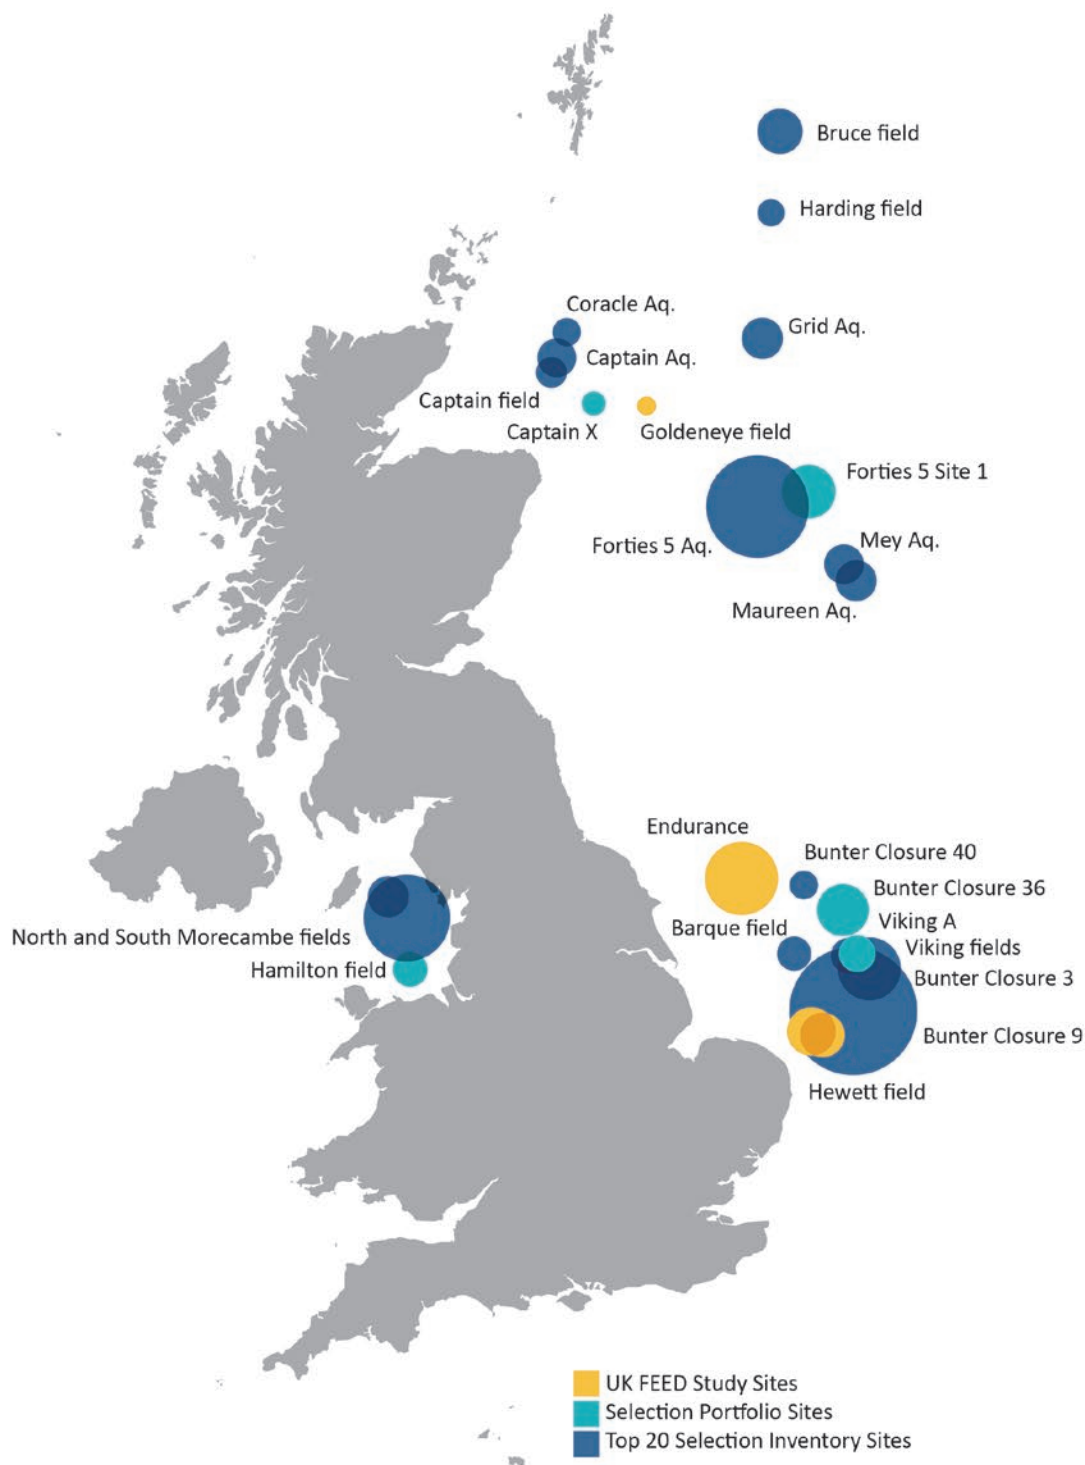 Bruce field
Harding field
Coracle Aq.
Grid Aq.
Captain Aq.
Captain field
Captain X
Goldeneye field
Forties 5 Site 1
Forties 5 Aq.
Mey Aq.
Maureen Aq.
Endurance
Bunter Closure 40
Bunter Closure 36
Viking A
Barque field
Viking fields
North and South Morecambe fields
Hamilton field
Bunter Closure 3
Bunter Closure 9
Hewett field
UK FEED Study Sites
Selection Portfolio Sites
Top 20 Selection Inventory Sites